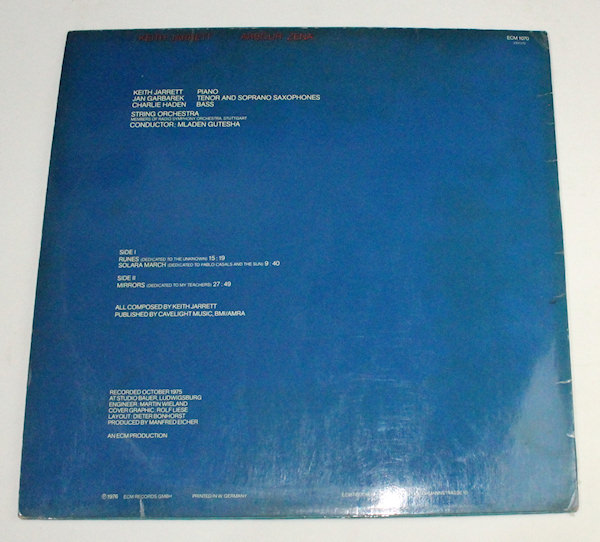 KEITH JARRETT ARBOUR ZENA
ECM 1070
KEITH JARRETT PIANO
JAN GARBAREK TENOR AND SOPRANO SAXOPHONES
CHARLIE HADEN BASS
STRING ORCHESTRA
MEMBERS OF RADIO SYMPHONY ORCHESTRA, STUTTGART
CONDUCTOR: MLADEN GUTESHA
SIDE I
RUNES (DEDICATED TO THE UNKNOWN) 15:19
SOLARA MARCH (DEDICATED TO PABLO CASALS AND THE SUN) 9:40
SIDE II
MIRRORS (DEDICATED TO MY TEACHERS) 27:49
ALL COMPOSED BY KEITH JARRETT
PUBLISHED BY CAVELIGHT MUSIC, BMI/AMRA
RECORDED OCTOBER 1975
AT STUDIO BAUER, LUDWIGSBURG
ENGINEER: MARTIN WIELAND
COVER GRAPHIC: ROLF LIESE
LAYOUT: DIETER BONHORST
PRODUCED BY MANFRED EICHER
AN ECM PRODUCTION
℗ 1976 ECM RECORDS GMBH PRINTED IN W. GERMANY